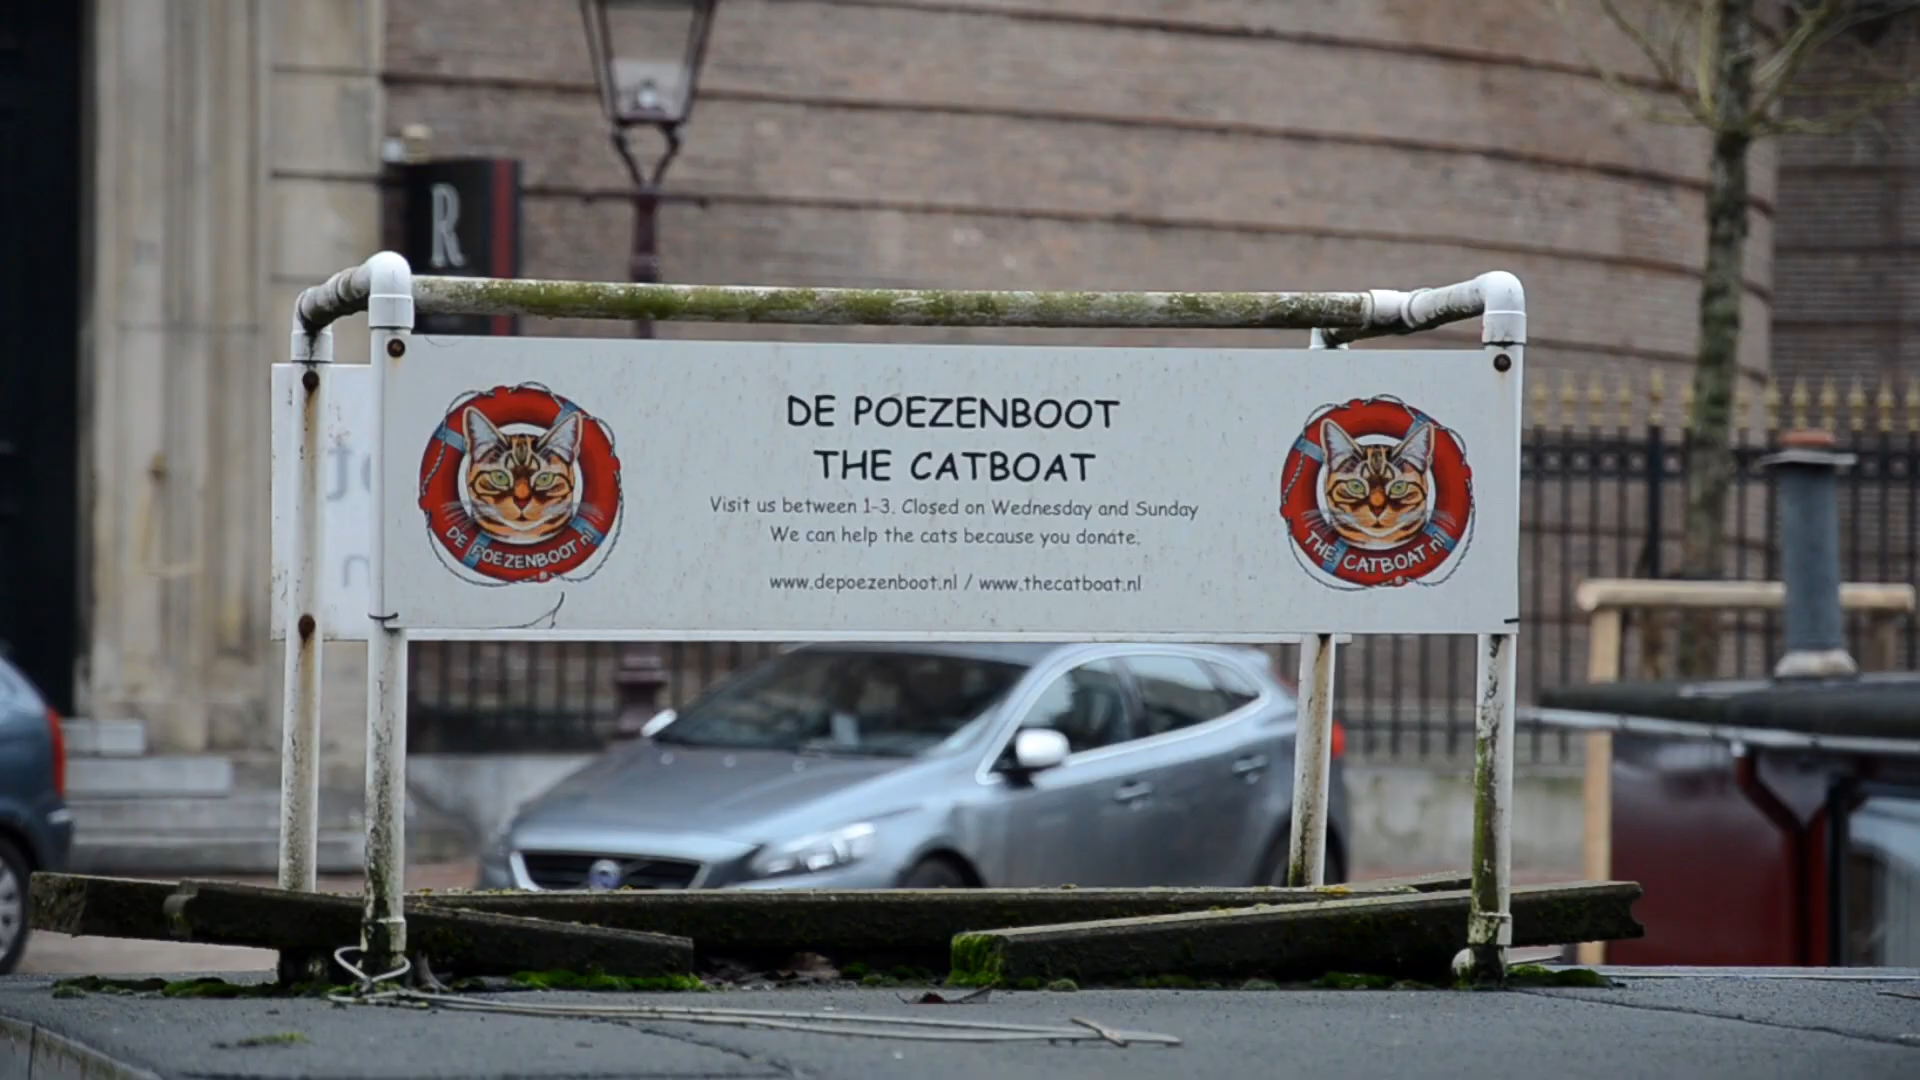 R
DE POEZENBOOT
THE CATBOAT
Visit us between 1-3. Closed on Wednesday and Sunday
We can help the cats because you donate.
www.depoezenboot.nl / www.thecatboat.nl
DE POEZENBOOT.nl
THE CATBOAT.nl